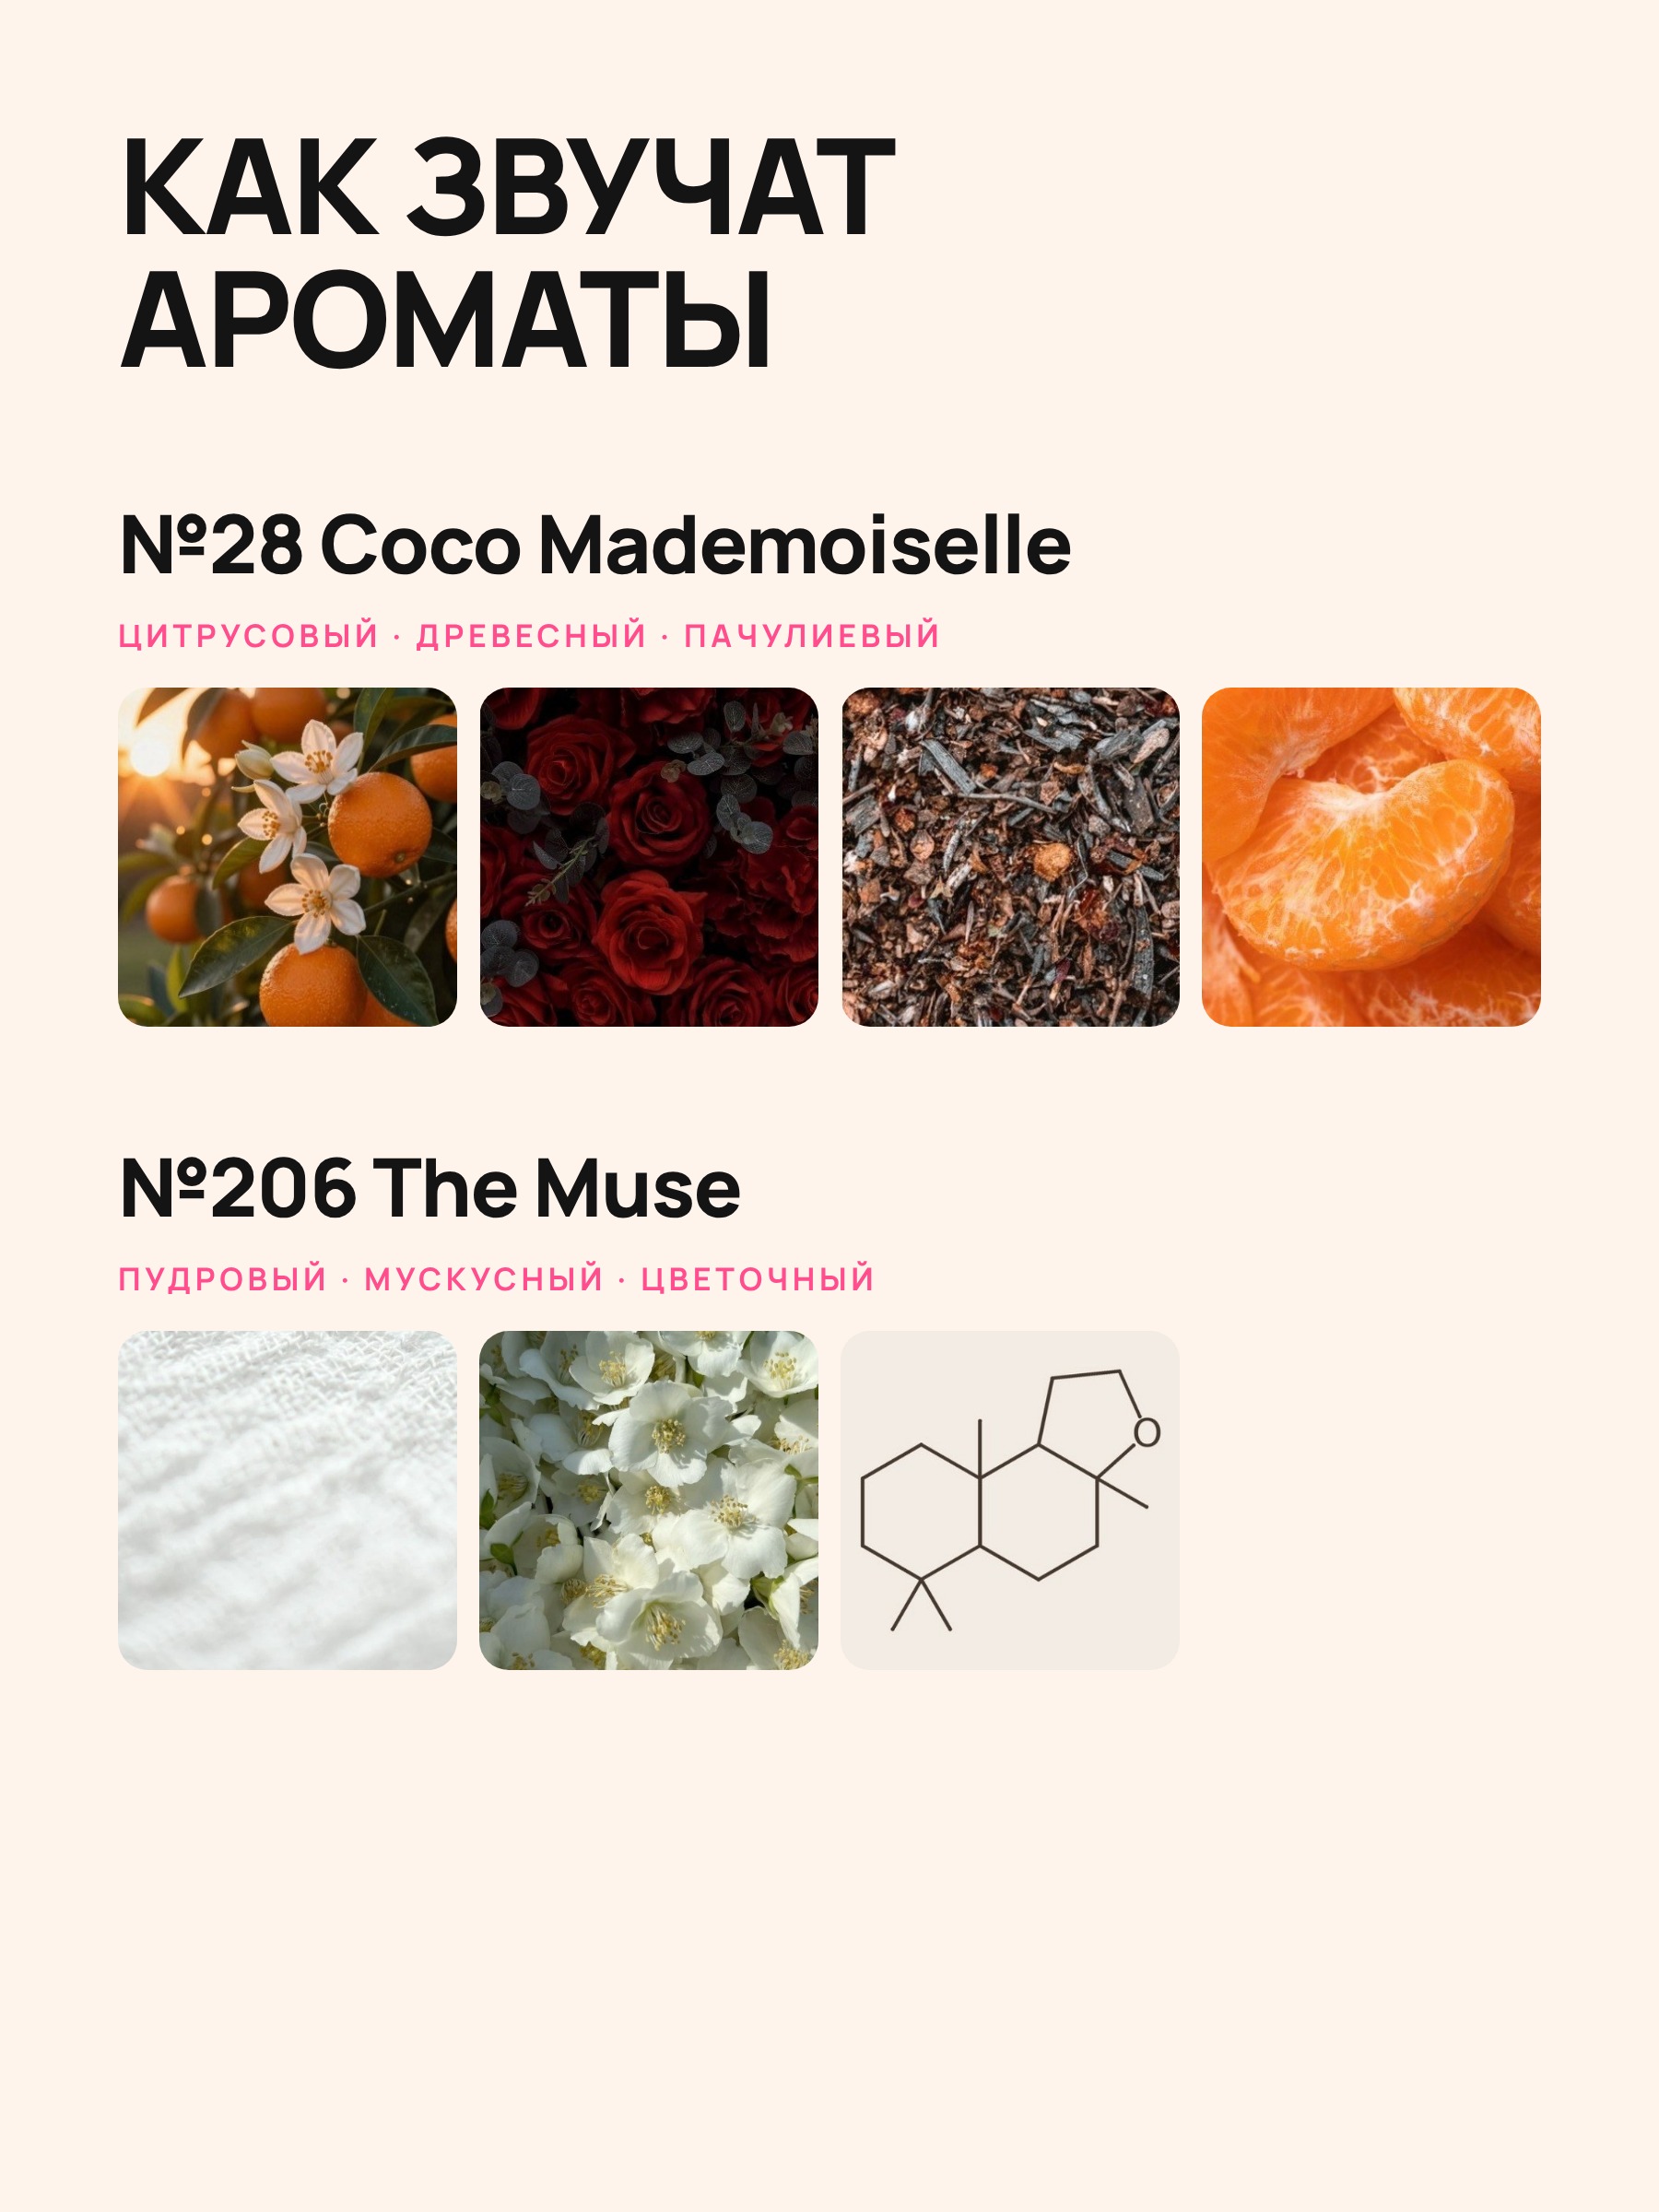 КАК ЗВУЧАТ
АРОМАТЫ
№28 Coco Mademoiselle
ЦИТРУСОВЫЙ · ДРЕВЕСНЫЙ · ПАЧУЛИЕВЫЙ
№206 The Muse
ПУДРОВЫЙ · МУСКУСНЫЙ · ЦВЕТОЧНЫЙ
O